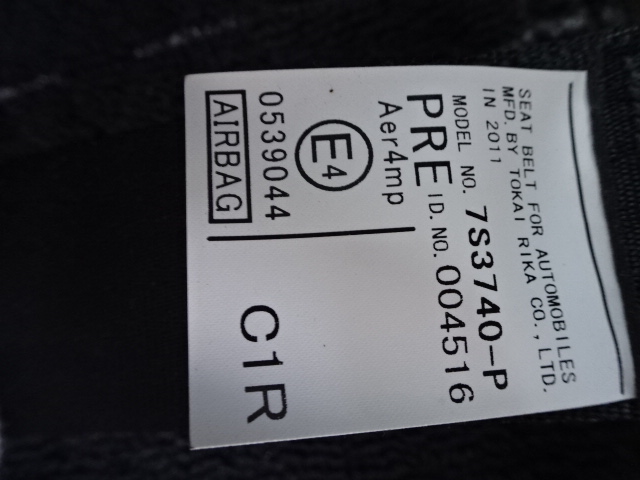 SEAT BELT FOR AUTOMOBILES
MFD. BY TOKAI RIKA CO., LTD.
IN 2011
MODEL NO. 7S3740-P
PRE ID. NO. 004516
Aer4mp
E4
0539044
AIRBAG
C1R